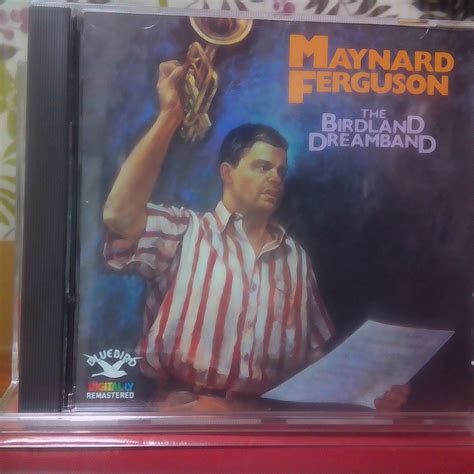 MAYNARD
FERGUSON
THE
BIRDLAND
DREAMBAND
BLUEBIRD
DIGITALLY
REMASTERED